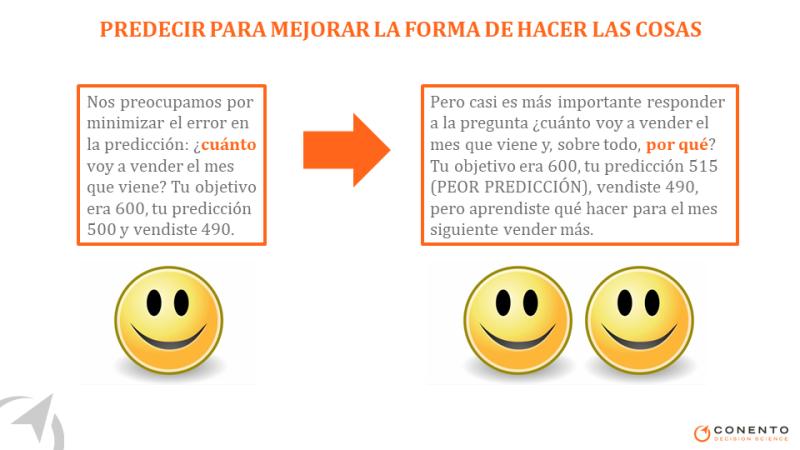 PREDECIR PARA MEJORAR LA FORMA DE HACER LAS COSAS
Nos preocupamos por
minimizar el error en
la predicción: ¿cuánto
voy a vender el mes
que viene? Tu objetivo
era 600, tu predicción
500 y vendiste 490.
Pero casi es más importante responder
a la pregunta ¿cuánto voy a vender el
mes que viene y, sobre todo, por qué?
Tu objetivo era 600, tu predicción 515
(PEOR PREDICCIÓN), vendiste 490,
pero aprendiste qué hacer para el mes
siguiente vender más.
CONENTO
DECISION SCIENCE